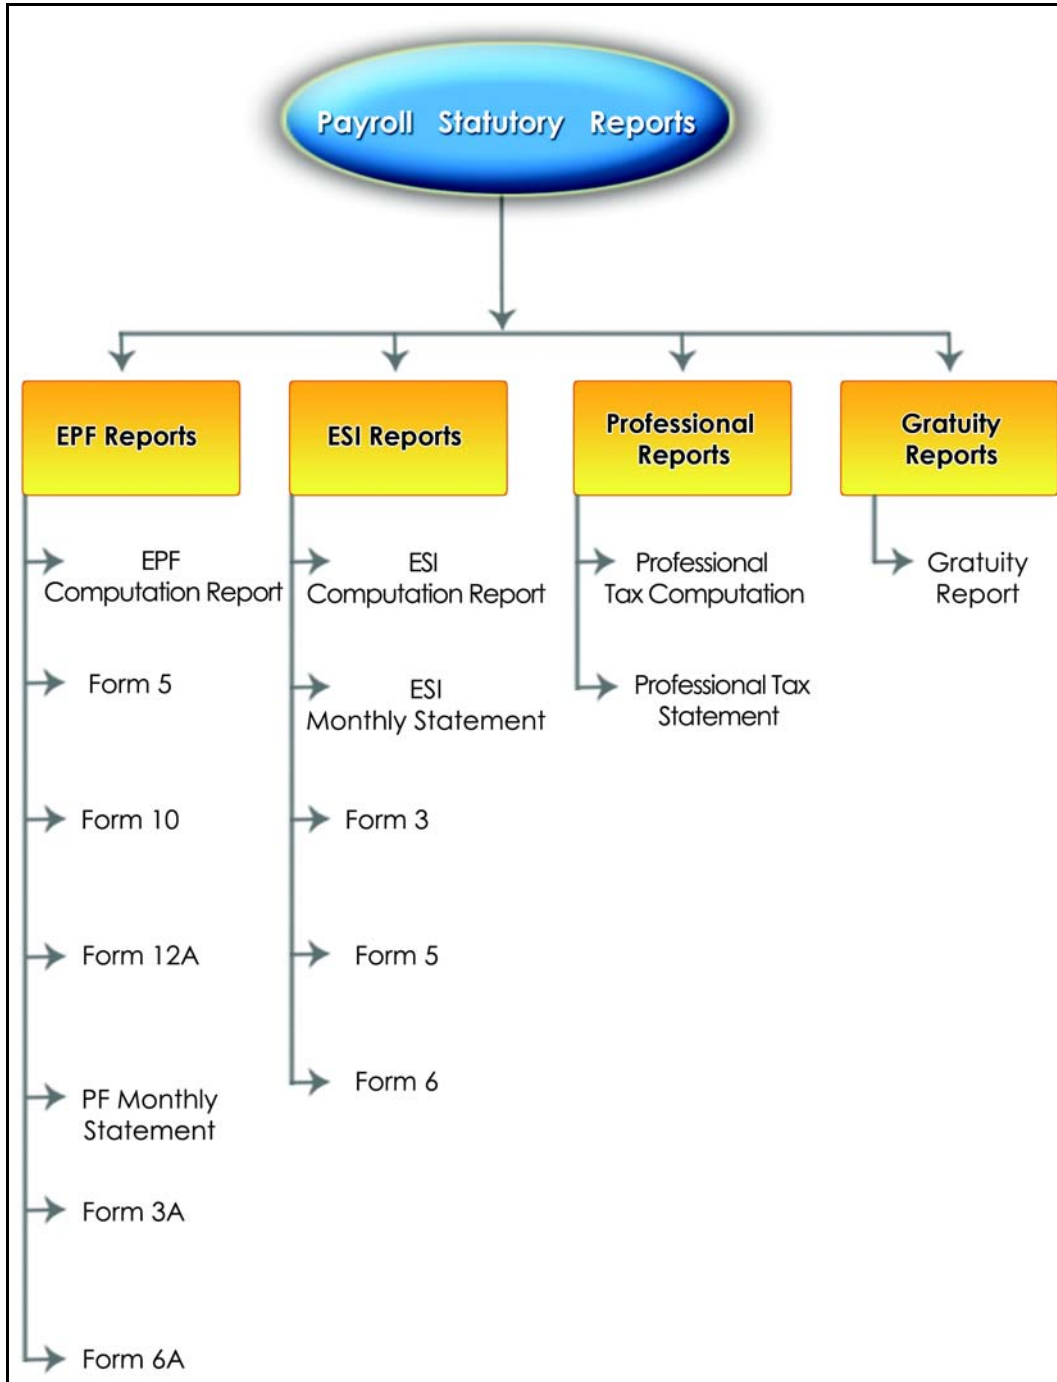 Payroll Statutory Reports
EPF Reports
EPF
Computation Report
Form 5
Form 10
Form 12A
PF Monthly
Statement
Form 3A
Form 6A
ESI Reports
ESI
Computation Report
ESI
Monthly Statement
Form 3
Form 5
Form 6
Professional
Reports
Professional
Tax Computation
Professional Tax
Statement
Gratuity
Reports
Gratuity
Report